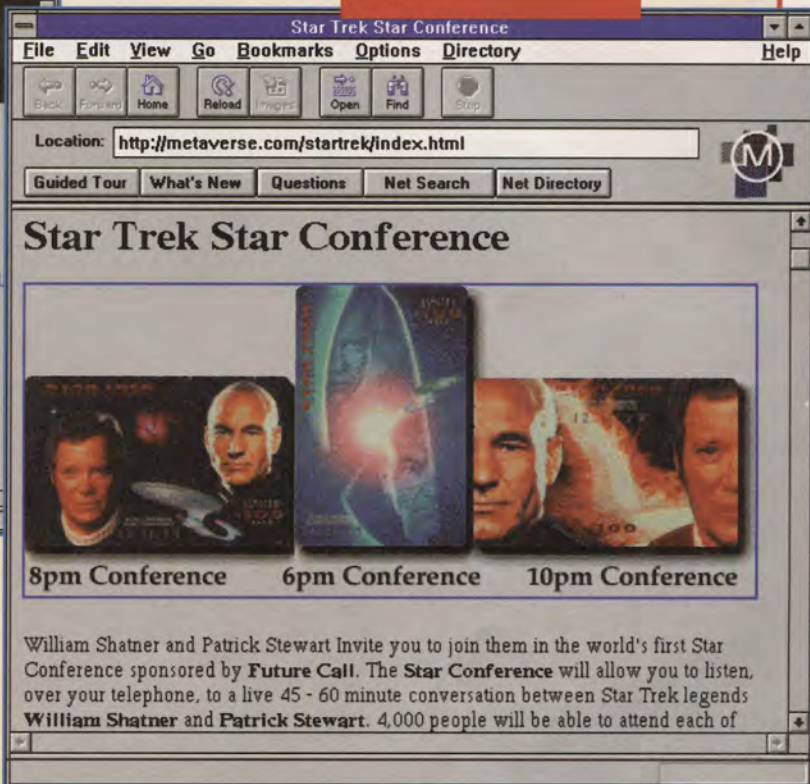 Star Trek Star Conference
File Edit View Go Bookmarks Options Directory Help
Back Forward Home Reload Images Open Find Stop
Location: http://metaverse.com/startrek/index.html
M
Guided Tour What's New Questions Net Search Net Directory
Star Trek Star Conference
STAR TREK
100
8pm Conference 6pm Conference 10pm Conference
William Shatner and Patrick Stewart Invite you to join them in the world's first Star
Conference sponsored by Future Call. The Star Conference will allow you to listen,
over your telephone, to a live 45 - 60 minute conversation between Star Trek legends
William Shatner and Patrick Stewart. 4,000 people will be able to attend each of